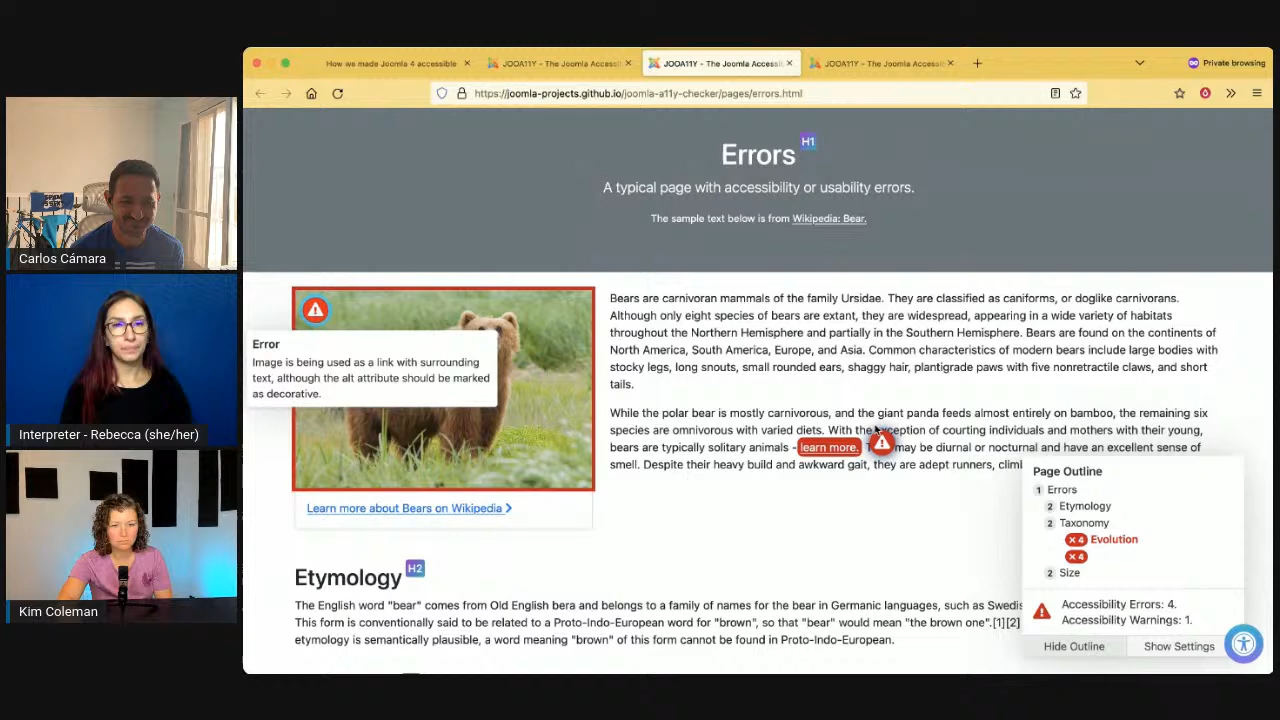 How we made Joomla 4 accessible
JOOA11Y - The Joomla Accessi
JOOA11Y - The Joomla Accessi
JOOA11Y - The Joomla Accessi
Private browsing
https://joomla-projects.github.io/joomla-a11y-checker/pages/errors.html
Errors H1
A typical page with accessibility or usability errors.
The sample text below is from Wikipedia: Bear.
Carlos Cámara
Interpreter - Rebecca (she/her)
Kim Coleman
Error
Image is being used as a link with surrounding
text, although the alt attribute should be marked
as decorative.
Learn more about Bears on Wikipedia
Bears are carnivoran mammals of the family Ursidae. They are classified as caniforms, or doglike carnivorans.
Although only eight species of bears are extant, they are widespread, appearing in a wide variety of habitats
throughout the Northern Hemisphere and partially in the Southern Hemisphere. Bears are found on the continents of
North America, South America, Europe, and Asia. Common characteristics of modern bears include large bodies with
stocky legs, long snouts, small rounded ears, shaggy hair, plantigrade paws with five nonretractile claws, and short
tails.
While the polar bear is mostly carnivorous, and the giant panda feeds almost entirely on bamboo, the remaining six
species are omnivorous with varied diets. With the exception of courting individuals and mothers with their young,
bears are typically solitary animals - learn more. may be diurnal or nocturnal and have an excellent sense of
smell. Despite their heavy build and awkward gait, they are adept runners,
Etymology H2
The English word "bear" comes from Old English bera and belongs to a family of names for the bear in Germanic languages, such as Swedis
This form is conventionally said to be related to a Proto-Indo-European word for "brown", so that "bear" would mean "the brown one".[1][2]
etymology is semantically plausible, a word meaning "brown" of this form cannot be found in Proto-Indo-European.
Page Outline
1 Errors
2 Etymology
2 Taxonomy
× 4 Evolution
× 4
2 Size
Accessibility Errors: 4.
Accessibility Warnings: 1.
Hide Outline
Show Settings